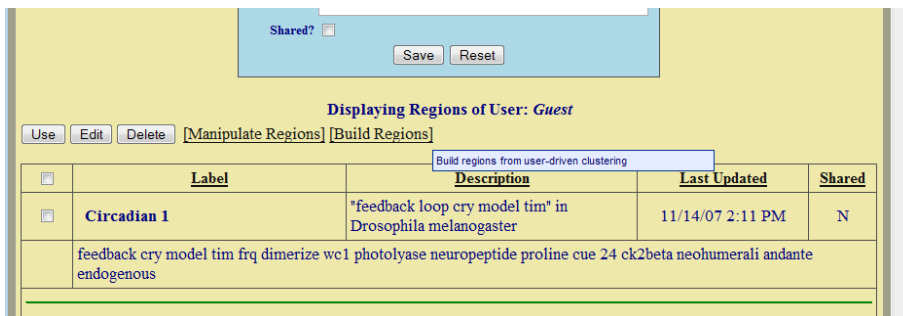 Shared?
Save Reset
Displaying Regions of User: Guest
Use Edit Delete [Manipulate Regions] [Build Regions]
Build regions from user-driven clustering
Label Description Last Updated Shared
Circadian 1 "feedback loop cry model tim" in
Drosophila melanogaster 11/14/07 2:11 PM N
feedback cry model tim frq dimerize wc1 photolyase neuropeptide proline cue 24 ck2beta neohumerali andante
endogenous